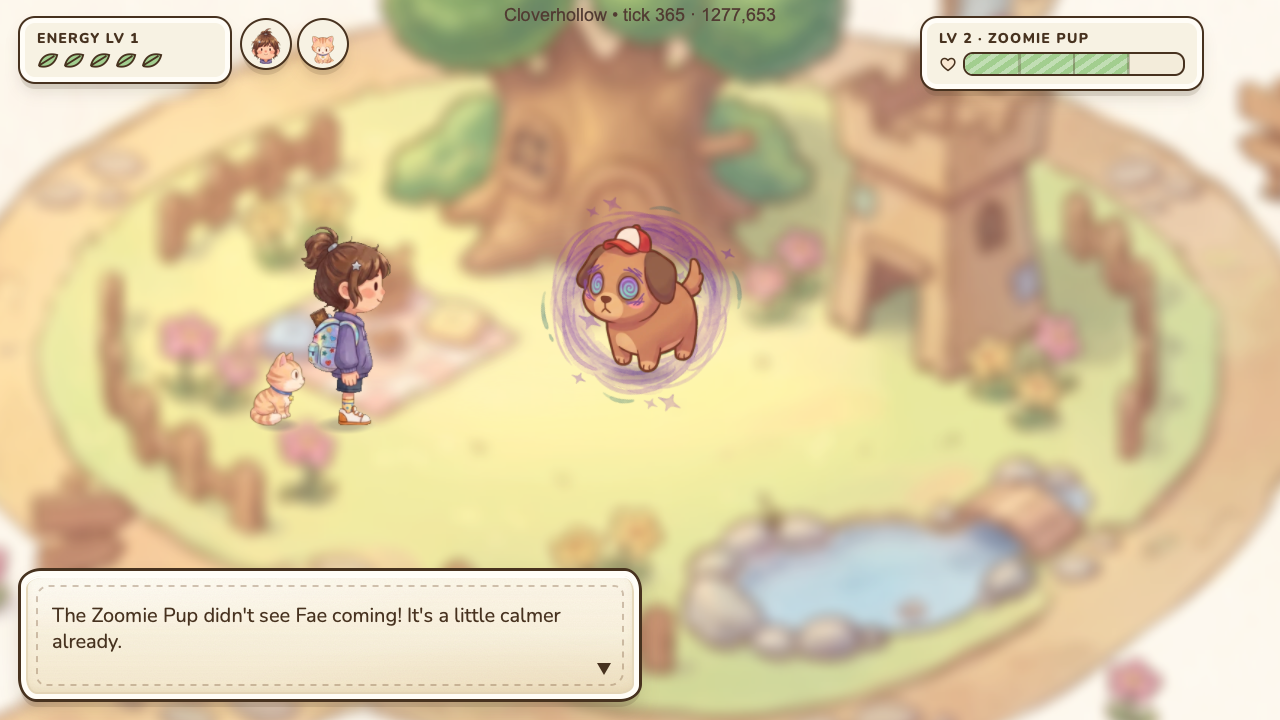 Cloverhollow • tick 365 · 1277,653
ENERGY LV 1
LV 2 · ZOOMIE PUP
The Zoomie Pup didn't see Fae coming! It's a little calmer
already.